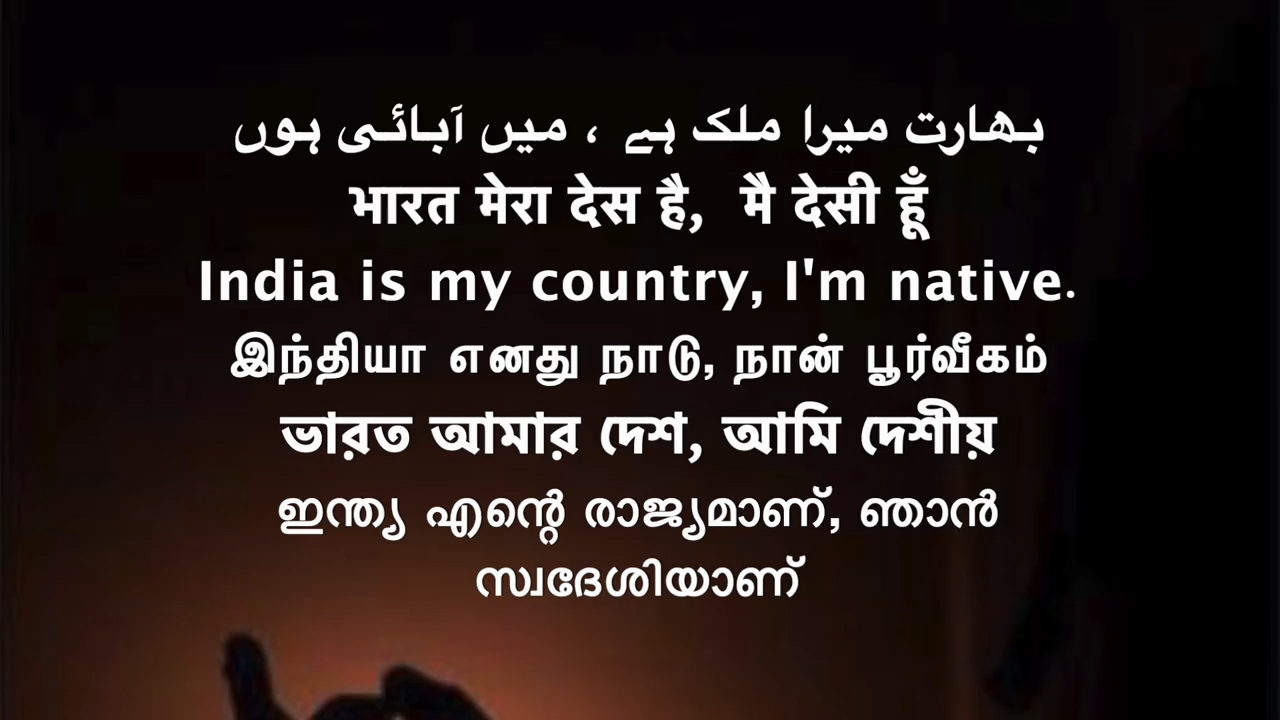 بھارت میرا ملک ہے ، میں آبائی ہوں
भारत मेरा देस है, मै देसी हूँ
India is my country, I'm native.
இந்தியா எனது நாடு, நான் பூர்வீகம்
ভারত আমার দেশ, আমি দেশীয়
ഇന്ത്യ എന്റെ രാജ്യമാണ്, ഞാൻ
സ്വദേശിയാണ്